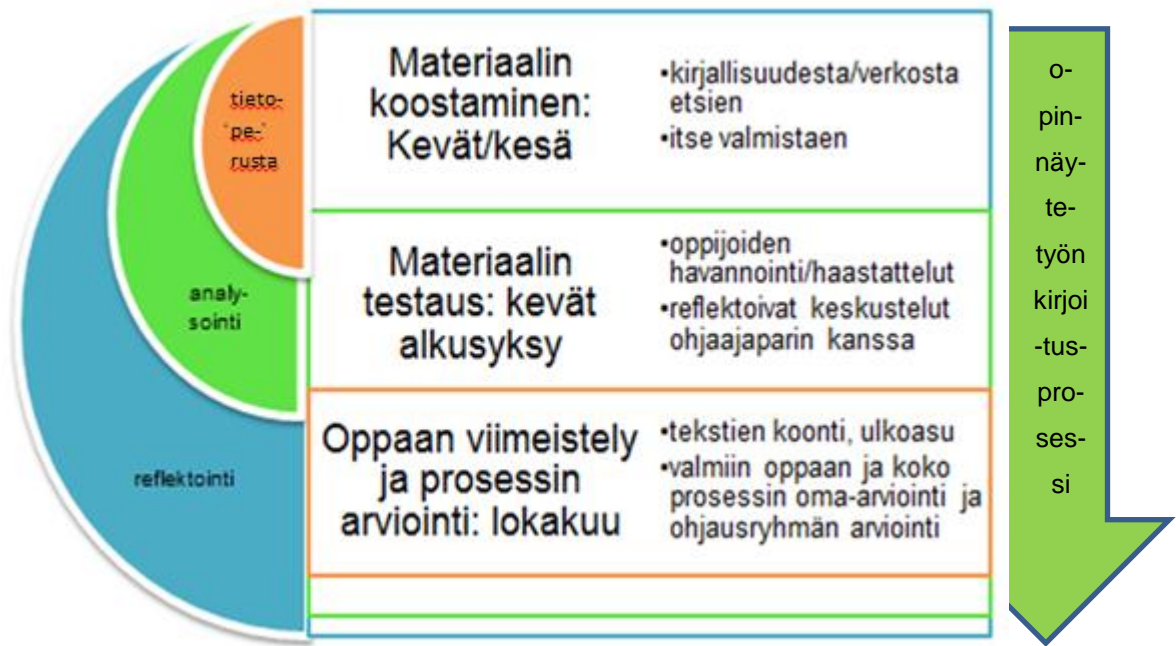 tieto-
`pe-`
rusta
analy-
sointi
reflektointi
Materiaalin
koostaminen:
Kevät/kesä
•kirjallisuudesta/verkosta
etsien
•itse valmistaen
Materiaalin
testaus: kevät
alkusyksy
•oppijoiden
havannointi/haastattelut
•reflektoivat keskustelut
ohjaajaparin kanssa
Oppaan viimeistely
ja prosessin
arviointi: lokakuu
•tekstien koonti, ulkoasu
•valmiin oppaan ja koko
prosessin oma-arviointi ja
ohjausryhmän arviointi
o-
pin-
näy-
te-
työn
kirjoi
-tus-
pro-
ses-
si